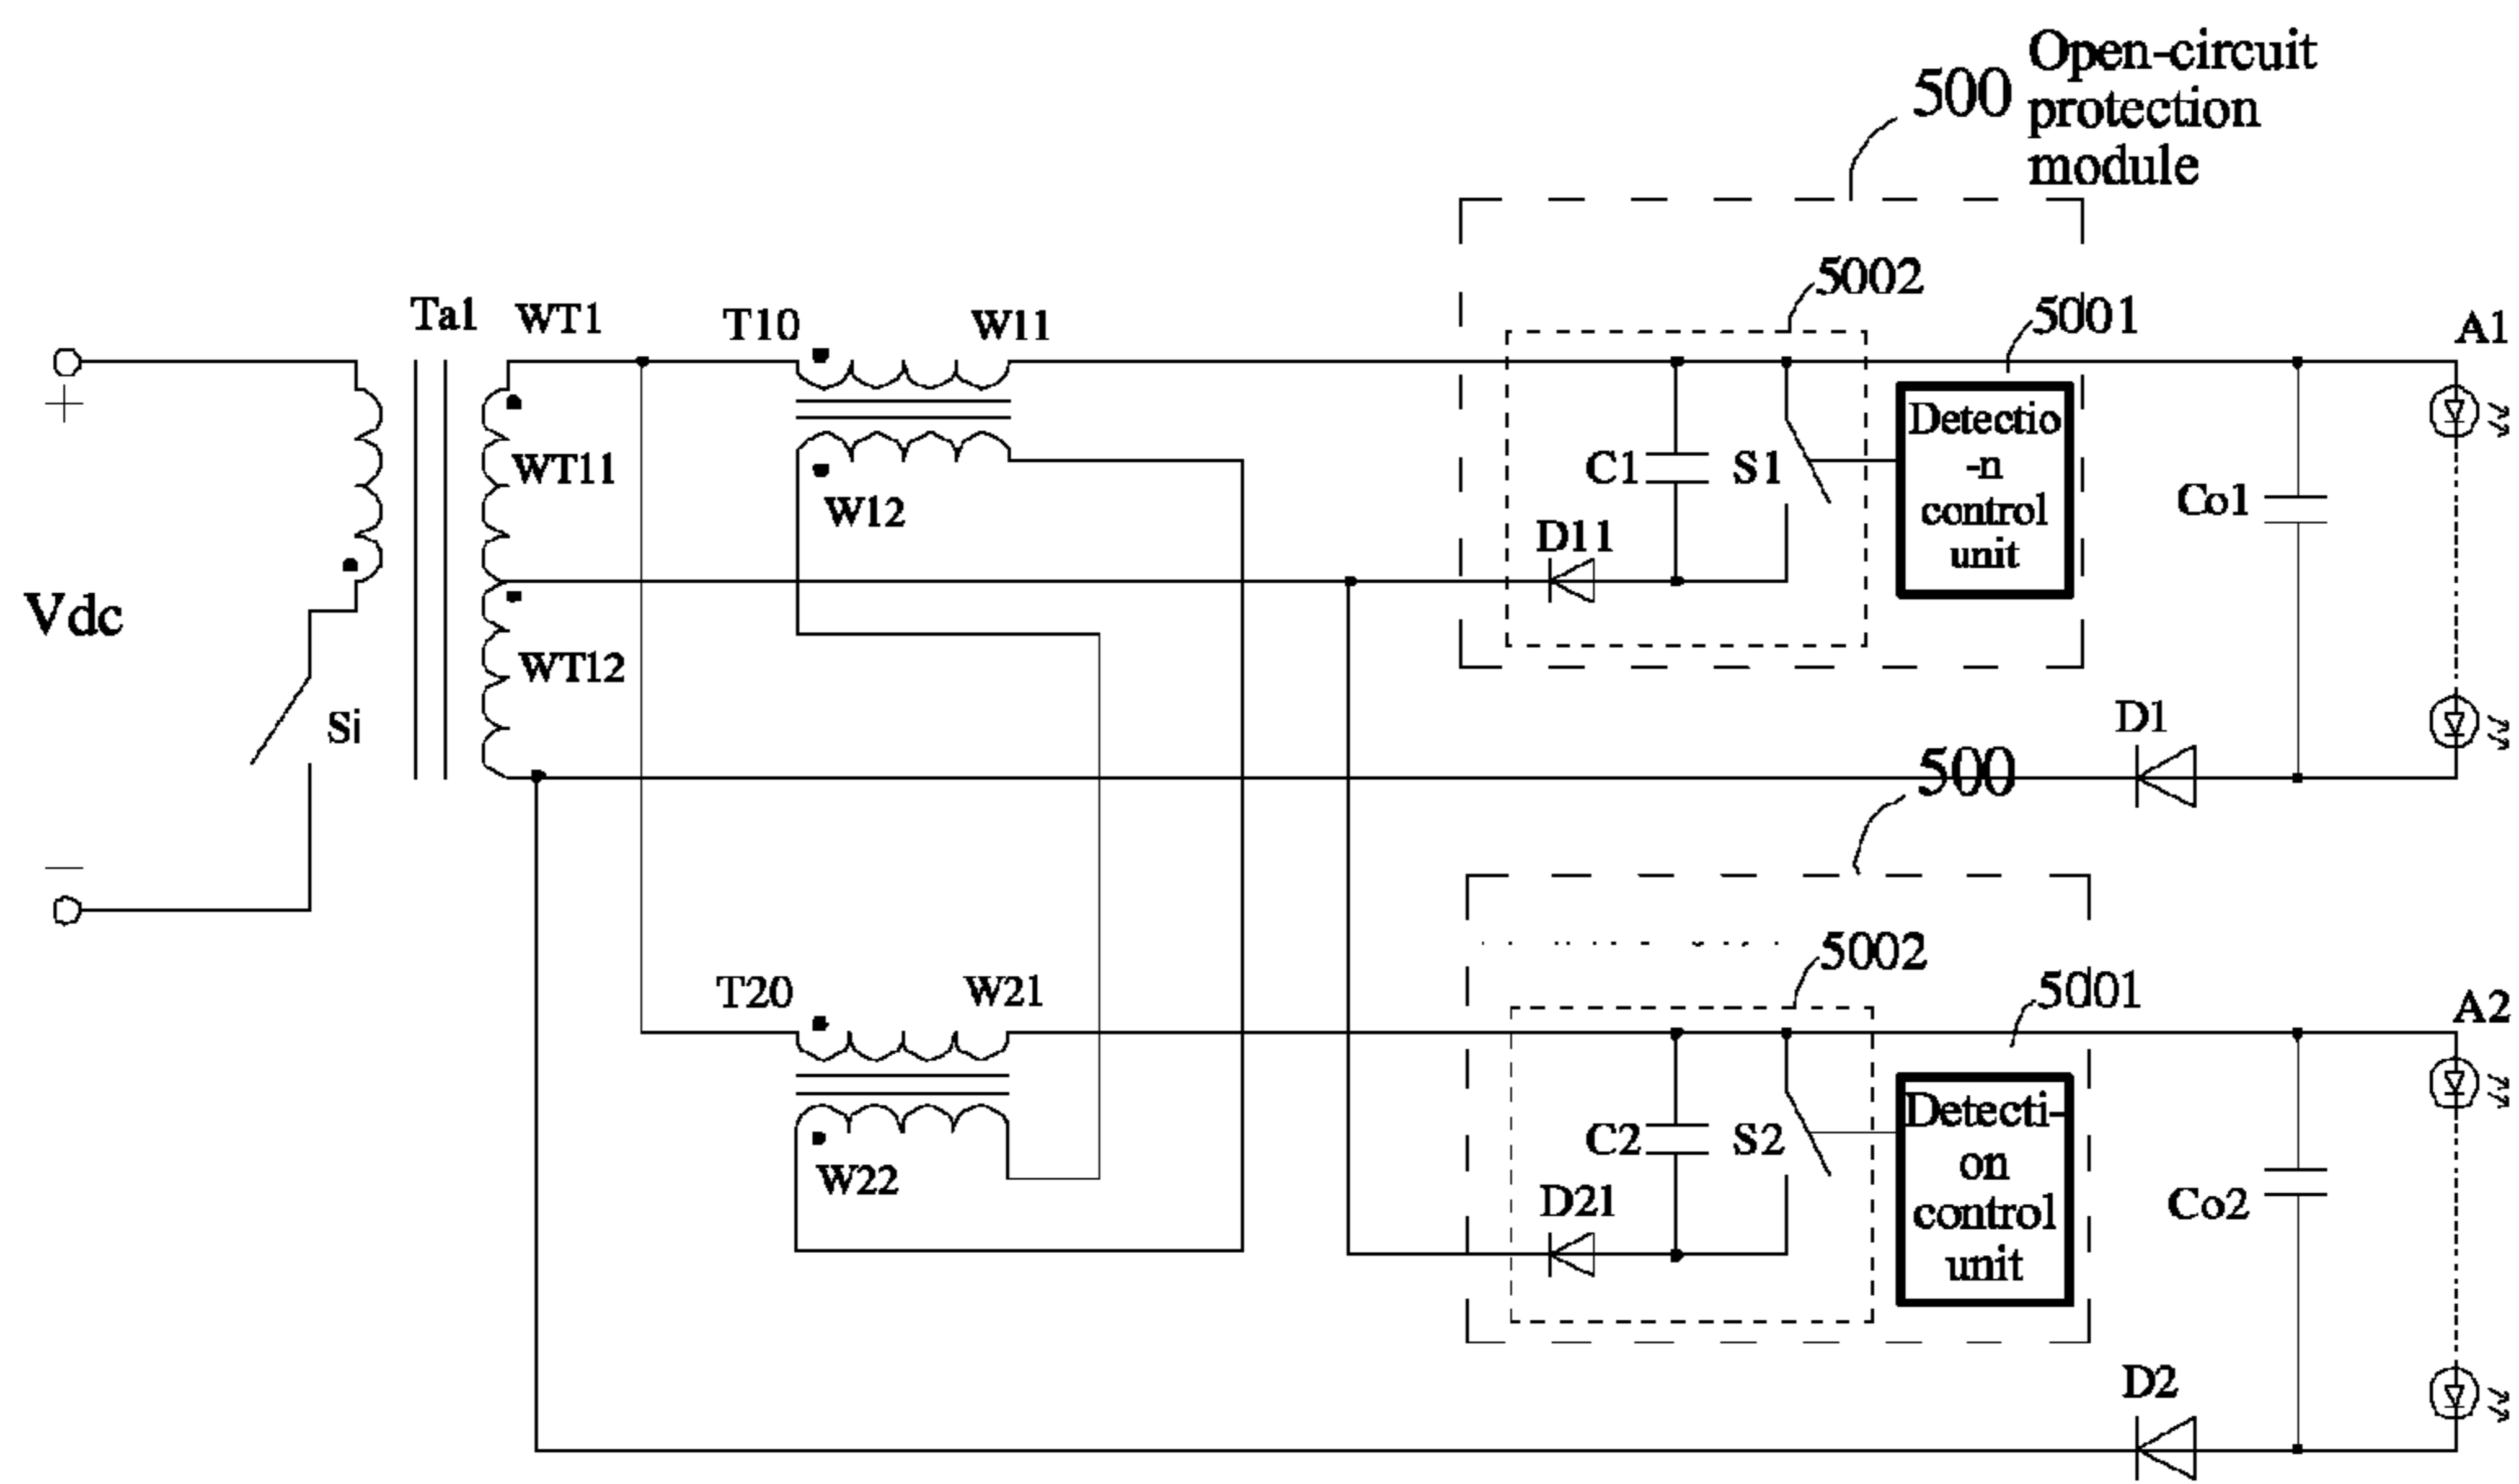 500 Open-circuit
protection
module
5002
5001
Ta1
WT1
T10
W11
A1
+
WT11
W12
C1
S1
Detectio
-n
control
unit
Co1
D11
Vdc
WT12
Si
D1
500
—
5002
5001
T20
W21
A2
C2
S2
Detecti-
on
control
unit
W22
D21
Co2
D2